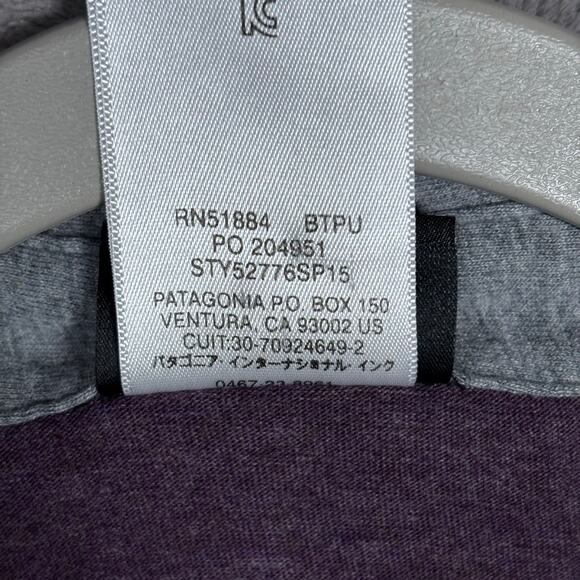 RN51884 BTPU
PO 204951
STY52776SP15
PATAGONIA P.O. BOX 150
VENTURA, CA 93002 US
CUIT:30-70924649-2
パタゴニア・インターナショナル・インク